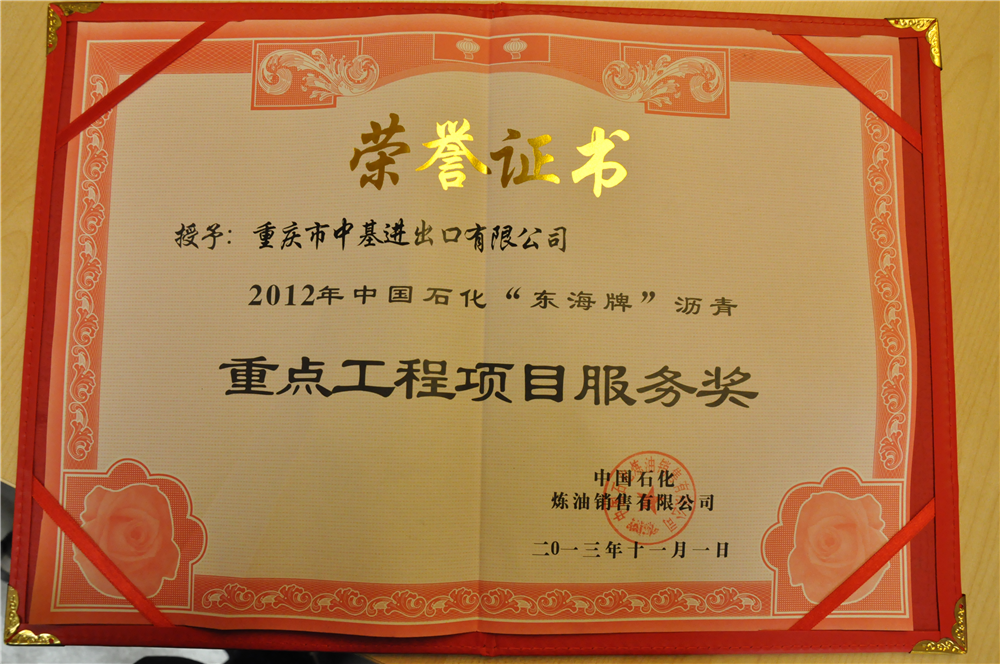 荣誉证书
授予：重庆市中基进出口有限公司
2012年中国石化“东海牌”沥青
重点工程项目服务奖
中国石化
炼油销售有限公司
二0一三年十一月一日